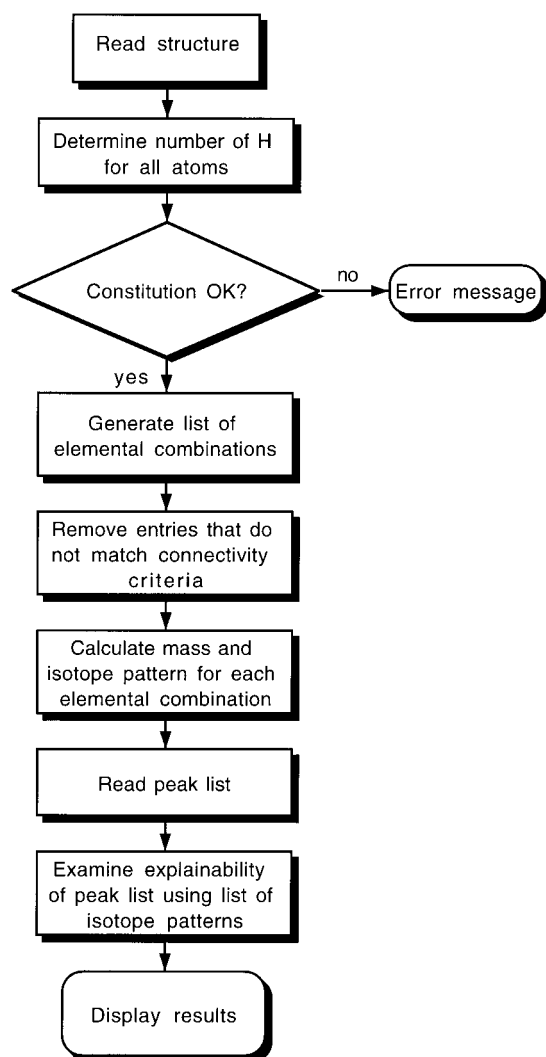 Read structure
Determine number of H
for all atoms
Constitution OK?
no
Error message
yes
Generate list of
elemental combinations
Remove entries that do
not match connectivity
criteria
Calculate mass and
isotope pattern for each
elemental combination
Read peak list
Examine explainability
of peak list using list of
isotope patterns
Display results